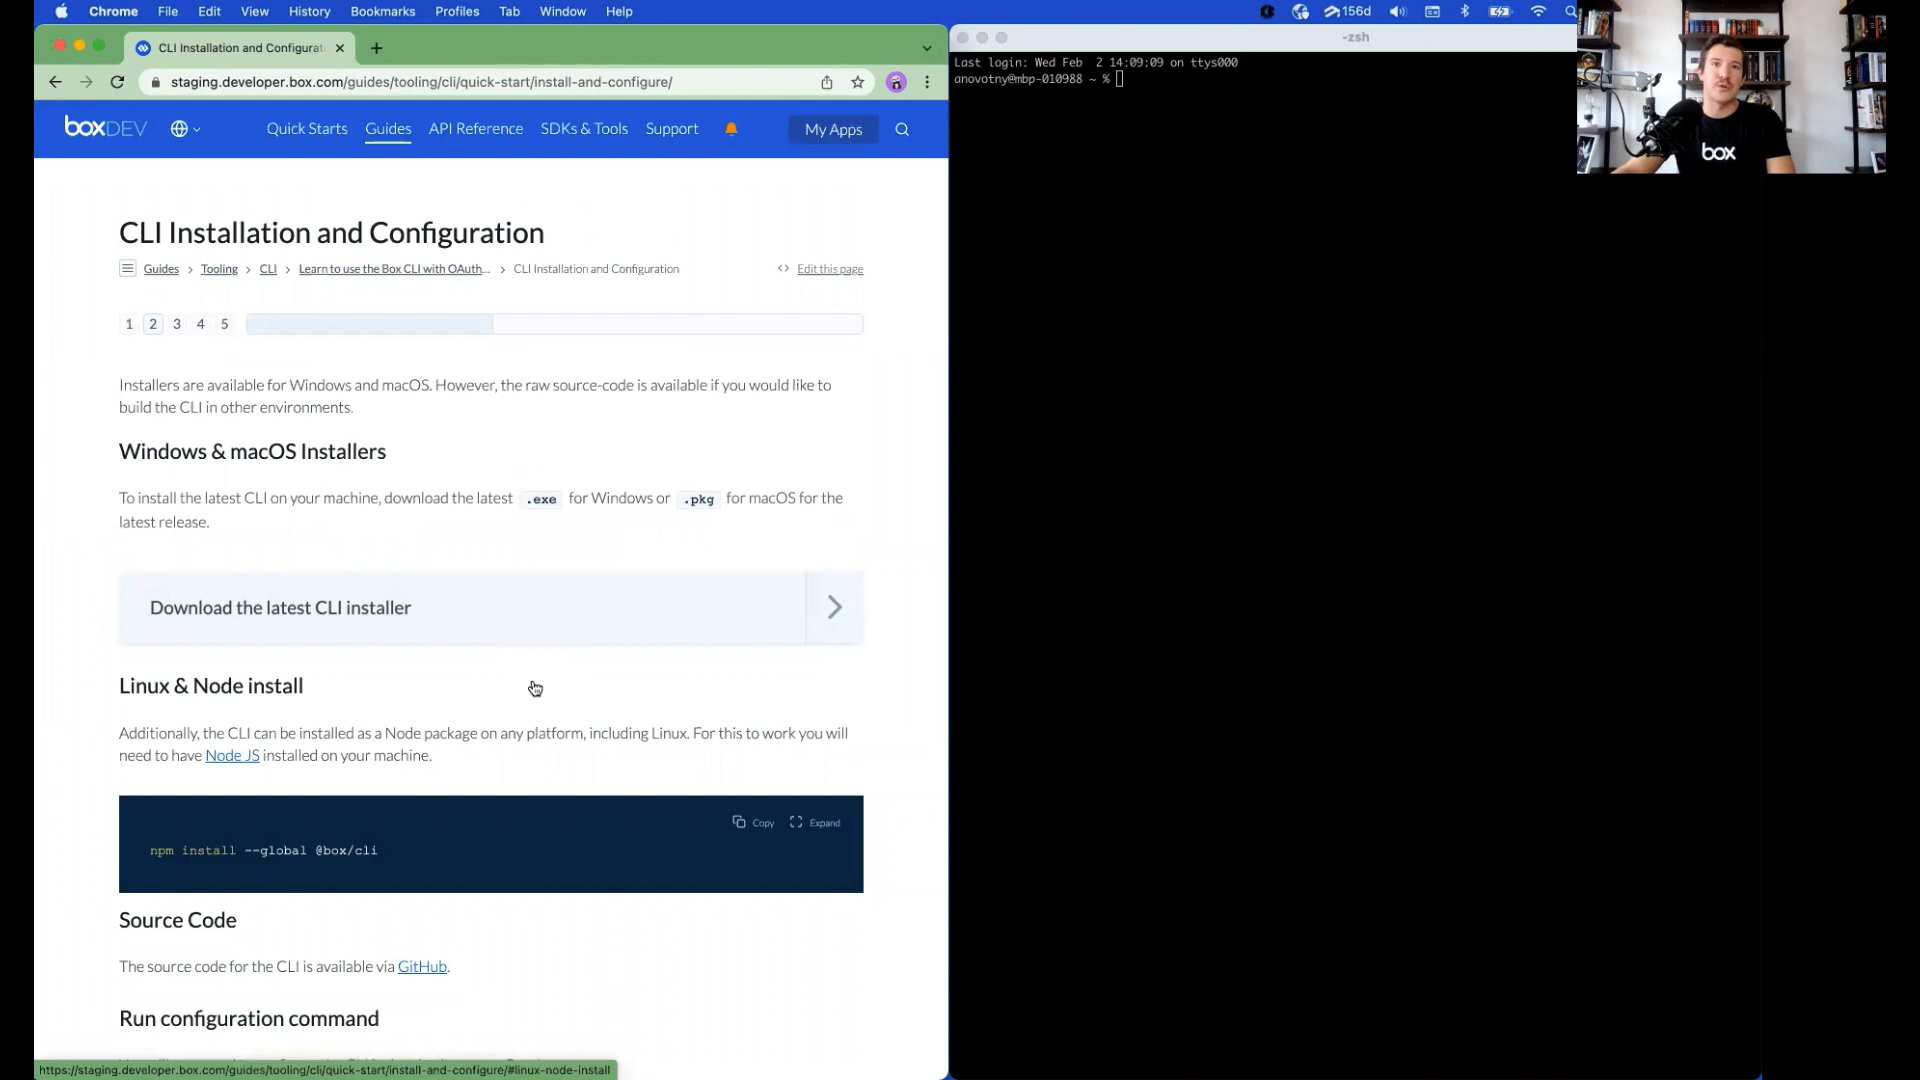 Chrome File Edit View History Bookmarks Profiles Tab Window Help 156d
CLI Installation and Configurat
staging.developer.box.com/guides/tooling/cli/quick-start/install-and-configure/
-zsh
Last login: Wed Feb  2 14:09:09 on ttys000
anovotny@mbp-010988 ~ %
box
boxDEV Quick Starts Guides API Reference SDKs & Tools Support My Apps
CLI Installation and Configuration
Guides > Tooling > CLI > Learn to use the Box CLI with OAuth... > CLI Installation and Configuration <> Edit this page
1 2 3 4 5
Installers are available for Windows and macOS. However, the raw source-code is available if you would like to
build the CLI in other environments.
Windows & macOS Installers
To install the latest CLI on your machine, download the latest .exe for Windows or .pkg for macOS for the
latest release.
Download the latest CLI installer
Linux & Node install
Additionally, the CLI can be installed as a Node package on any platform, including Linux. For this to work you will
need to have Node JS installed on your machine.
Copy Expand
npm install --global @box/cli
Source Code
The source code for the CLI is available via GitHub.
Run configuration command
https://staging.developer.box.com/guides/tooling/cli/quick-start/install-and-configure/#linux-node-install